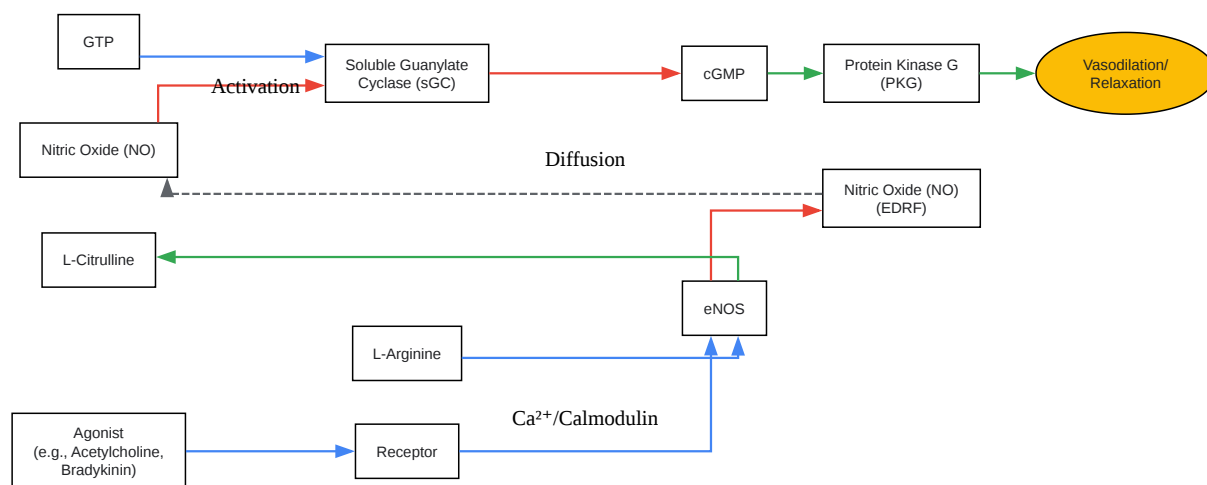 GTP
Soluble Guanylate
Cyclase (sGC)
cGMP
Protein Kinase G
(PKG)
Vasodilation/
Relaxation
Activation
Nitric Oxide (NO)
Diffusion
Nitric Oxide (NO)
(EDRF)
L-Citrulline
eNOS
L-Arginine
Ca²⁺/Calmodulin
Agonist
(e.g., Acetylcholine,
Bradykinin)
Receptor